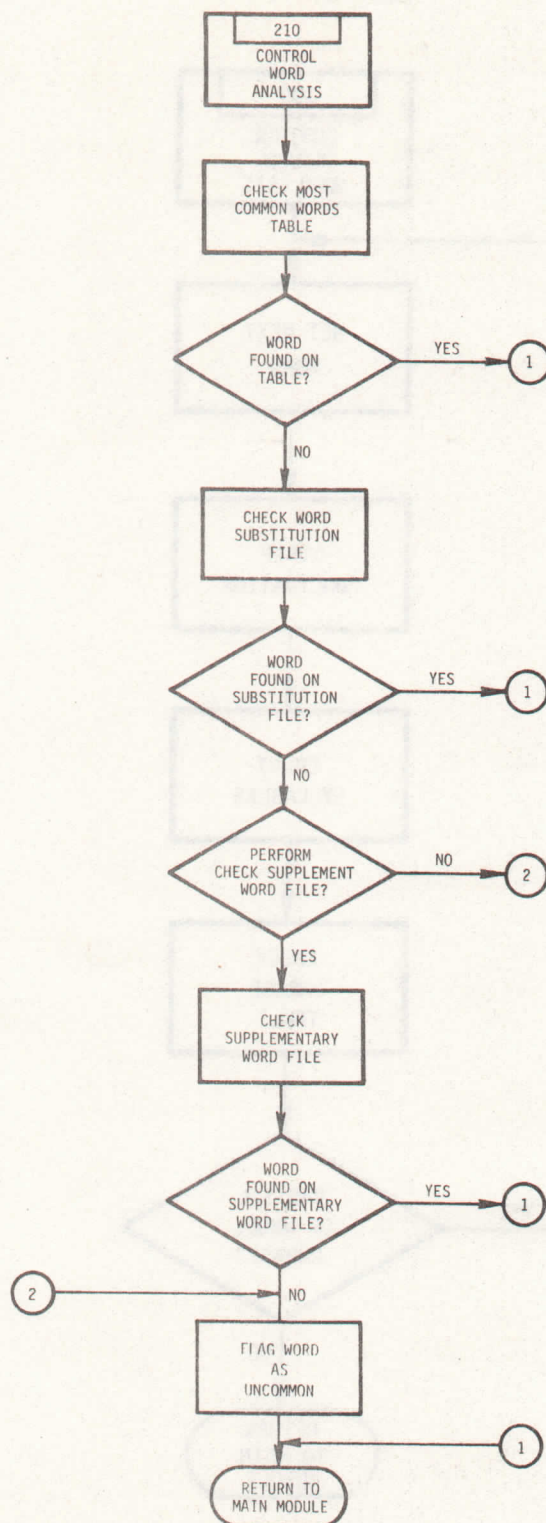 210
CONTROL
WORD
ANALYSIS
CHECK MOST
COMMON WORDS
TABLE
WORD
FOUND ON
TABLE?
YES
1
NO
CHECK WORD
SUBSTITUTION
FILE
WORD
FOUND ON
SUBSTITUTION
FILE?
YES
1
NO
PERFORM
CHECK SUPPLEMENT
WORD FILE?
NO
2
YES
CHECK
SUPPLEMENTARY
WORD FILE
WORD
FOUND ON
SUPPLEMENTARY
WORD FILE?
YES
1
2
NO
FLAG WORD
AS
UNCOMMON
1
RETURN TO
MAIN MODULE